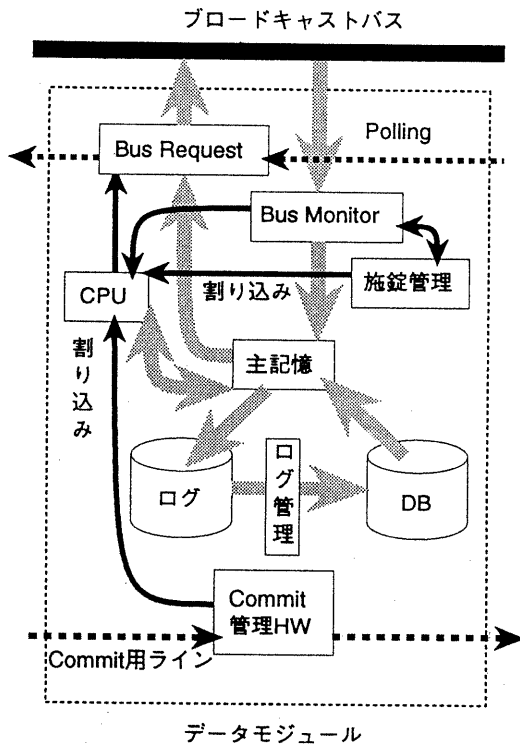 ブロードキャストバス
Polling
Bus Request
Bus Monitor
施錠管理
割り込み
CPU
割り込み
主記憶
ログ
ログ管理
DB
Commit
管理HW
Commit用ライン
データモジュール